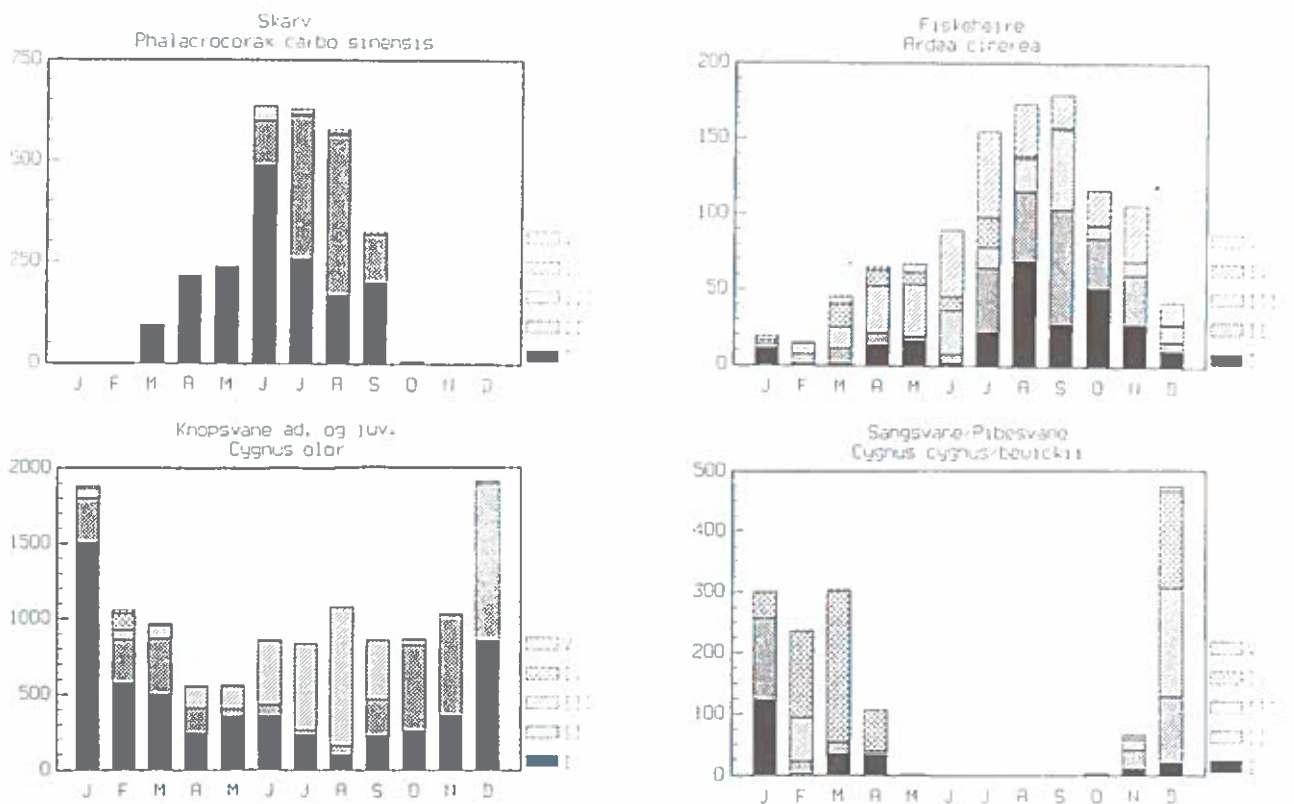 Skarv
Phalacrocorax carbo sinensis
750
500
250
0
J F M A M J J A S O N D
Fiskehejre
Ardea cinerea
200
150
100
50
0
J F M A M J J A S O N D
Knopsvane ad. og juv.
Cygnus olor
2000
1500
1000
500
0
J F M A M J J A S O N D
Sangsvane/Pibesvane
Cygnus cygnus/bewickii
500
400
300
200
100
0
J F M A M J J A S O N D